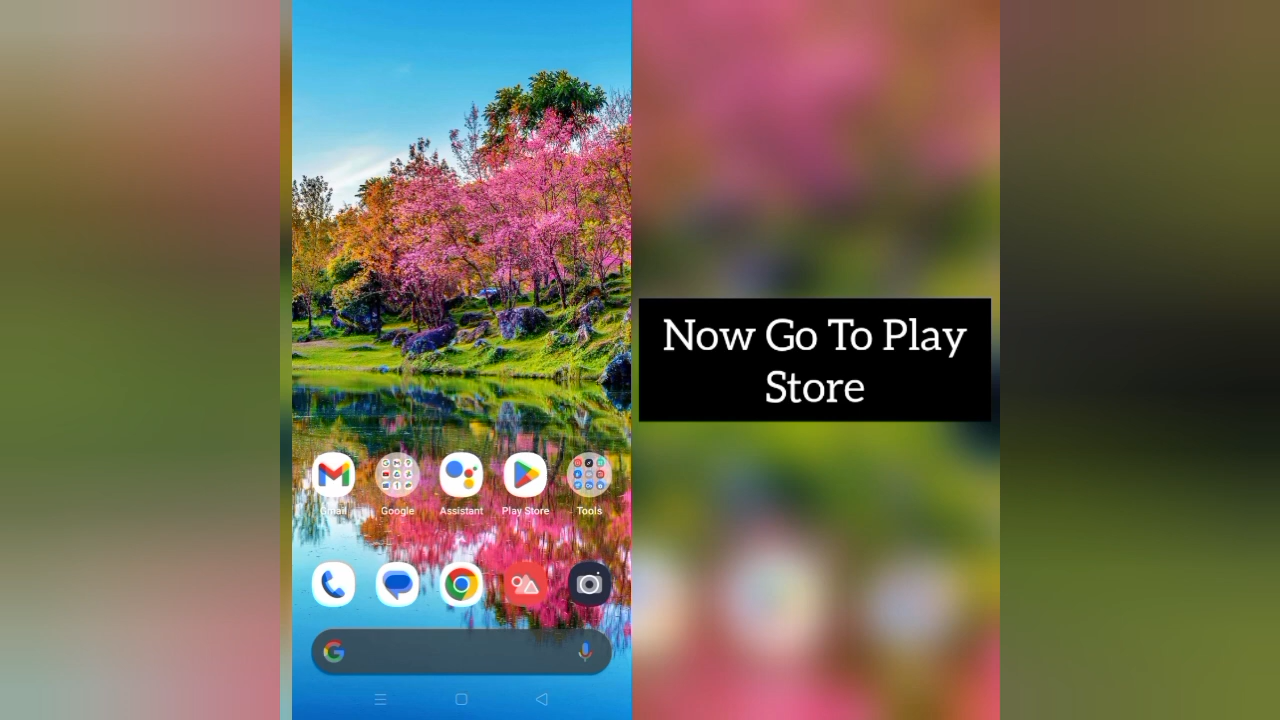 Now Go To Play
Store
Gmail
Google
Assistant
Play Store
Tools